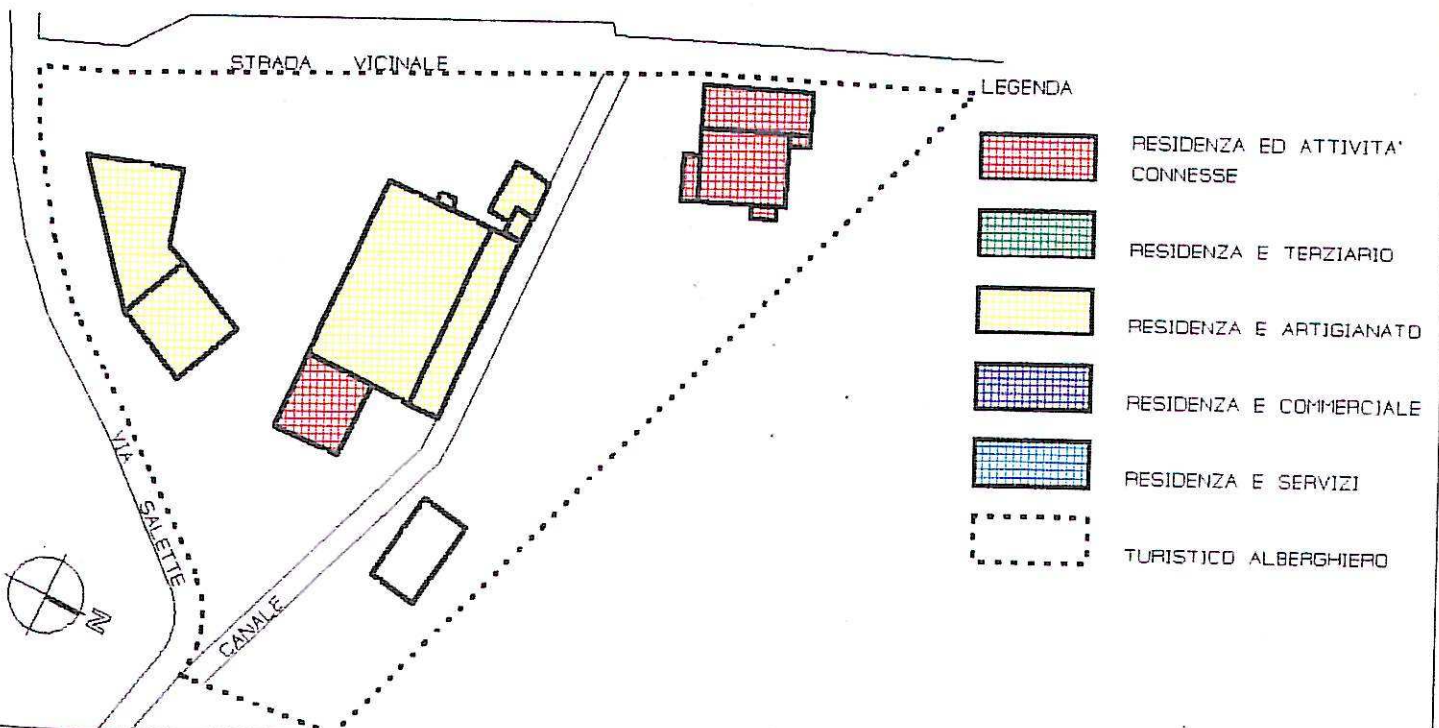 STRADA VICINALE
LEGENDA
RESIDENZA ED ATTIVITA'
CONNESSE
RESIDENZA E TERZIARIO
RESIDENZA E ARTIGIANATO
RESIDENZA E COMMERCIALE
RESIDENZA E SERVIZI
TURISTICO ALBERGHIERO
VIA SALETTE
CANALE
N